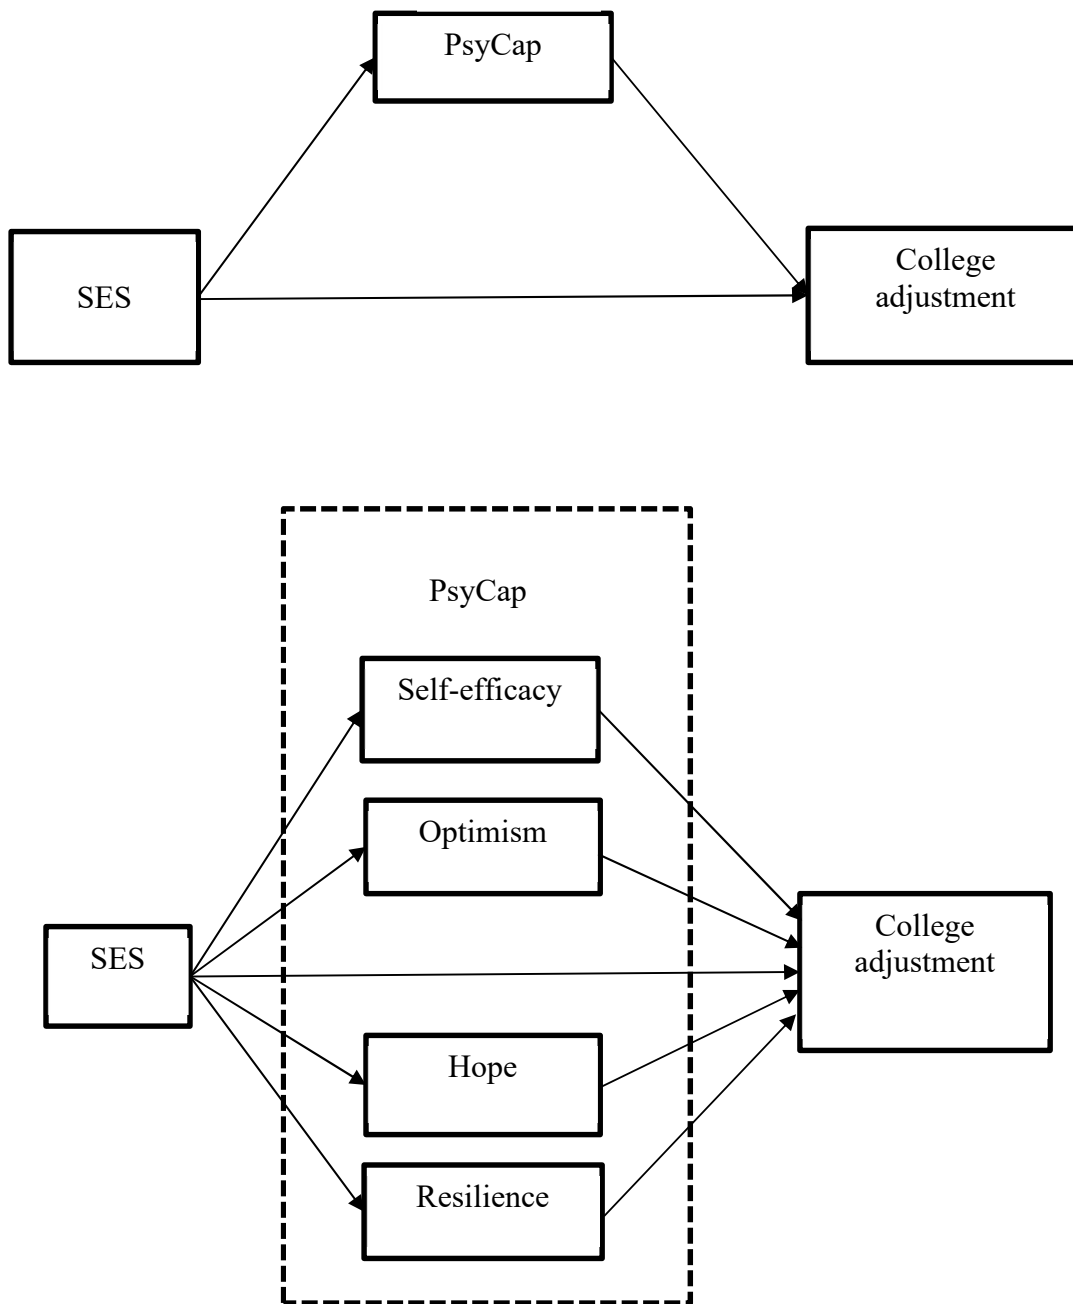 PsyCap
SES
College
adjustment
PsyCap
Self-efficacy
Optimism
SES
College
adjustment
Hope
Resilience